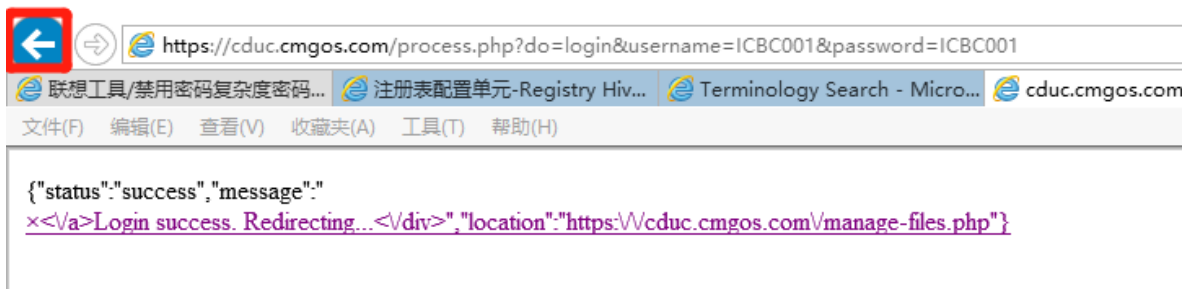 https://cduc.cmgos.com/process.php?do=login&username=ICBC001&password=ICBC001
联想工具/禁用密码复杂度密码... 注册表配置单元-Registry Hiv... Terminology Search - Micro... cduc.cmgos.com
文件(F) 编辑(E) 查看(V) 收藏夹(A) 工具(T) 帮助(H)
{"status":"success","message":"
×<\/a>Login success. Redirecting...<\/div>","location":"https:\/\/cduc.cmgos.com\/manage-files.php"}